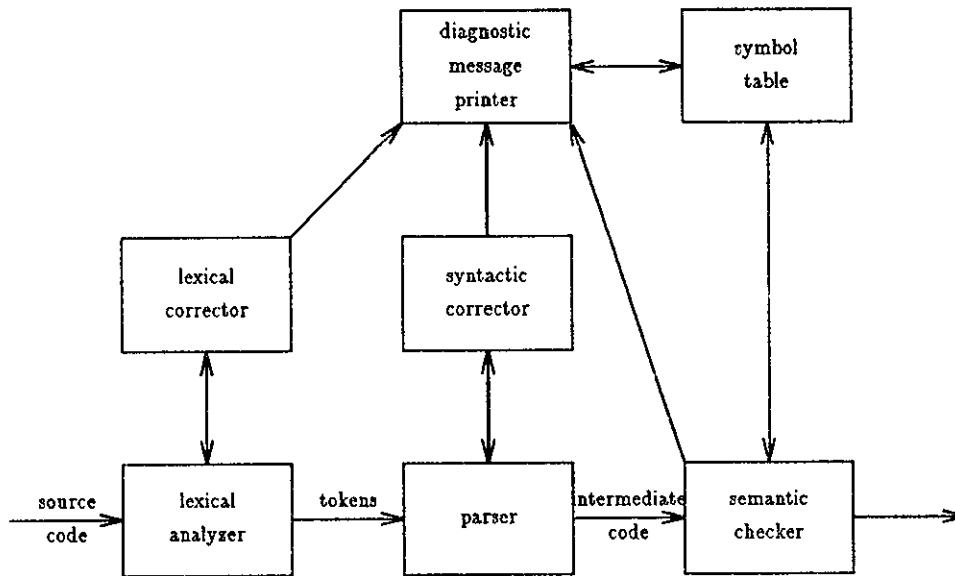 diagnostic
message
printer
symbol
table
lexical
corrector
syntactic
corrector
source
code
lexical
analyzer
tokens
parser
intermediate
code
semantic
checker